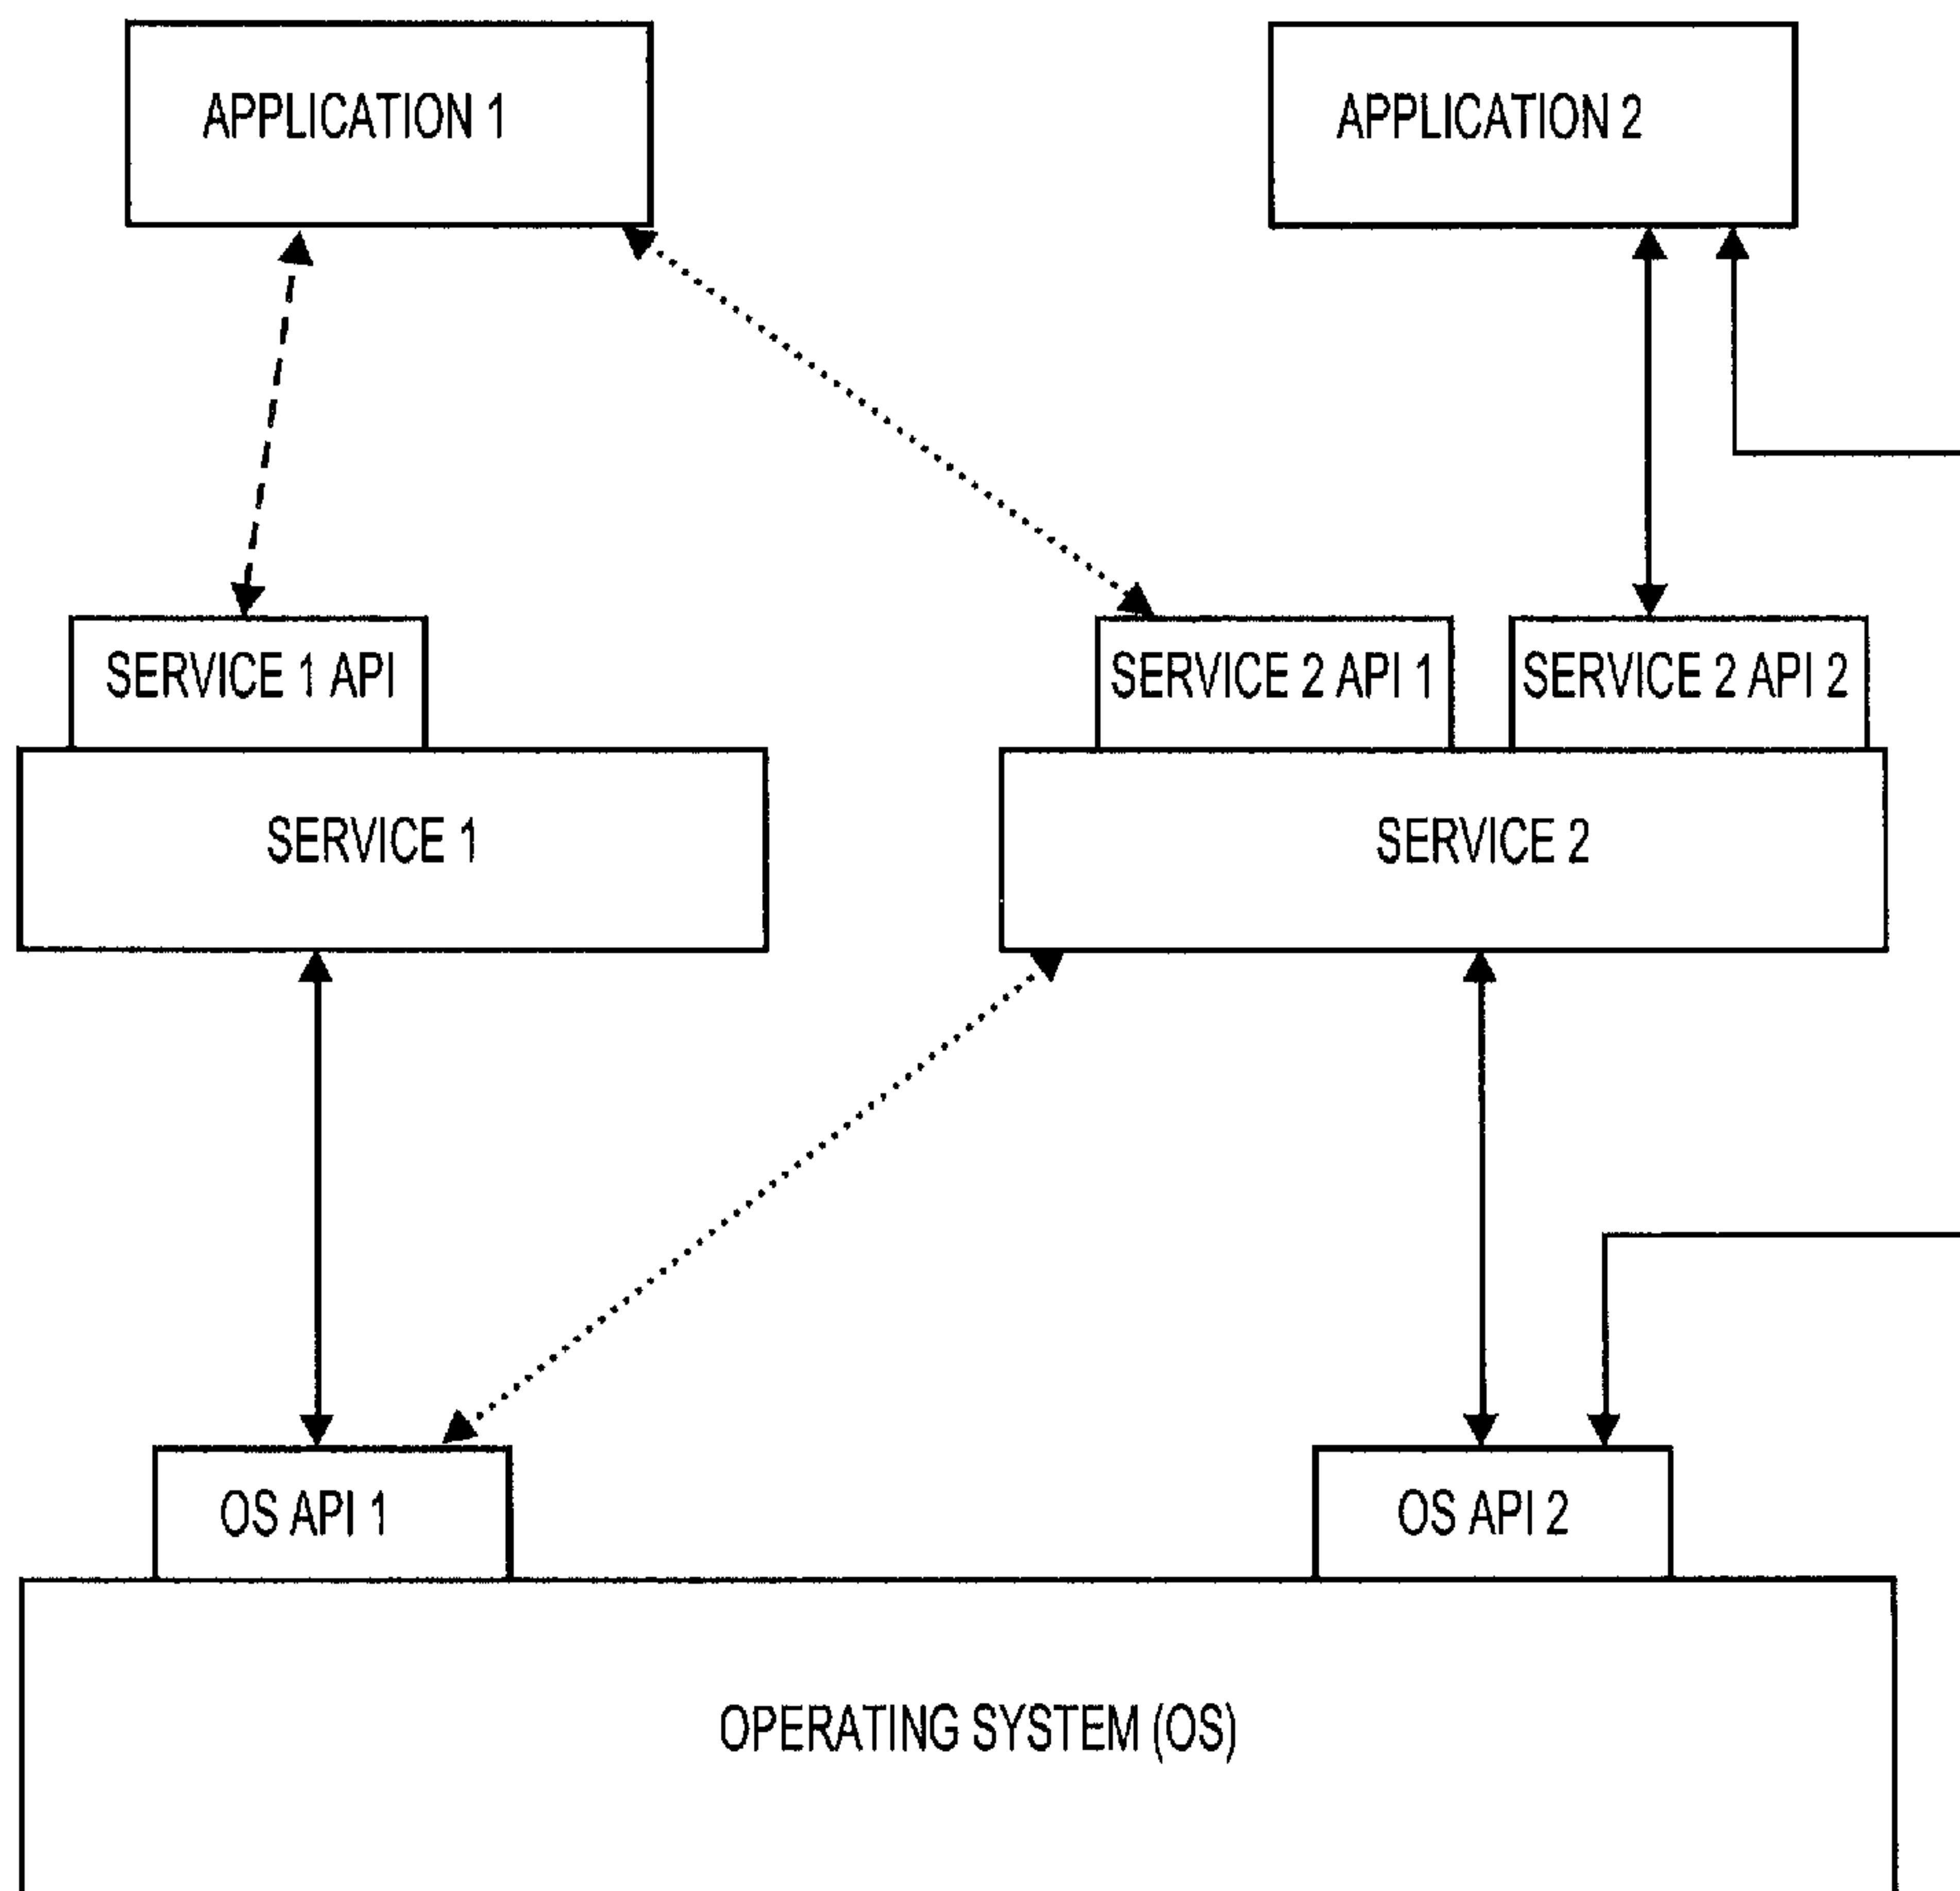 APPLICATION 1
APPLICATION 2
SERVICE 1 API
SERVICE 2 API 1
SERVICE 2 API 2
SERVICE 1
SERVICE 2
OS API 1
OS API 2
OPERATING SYSTEM (OS)